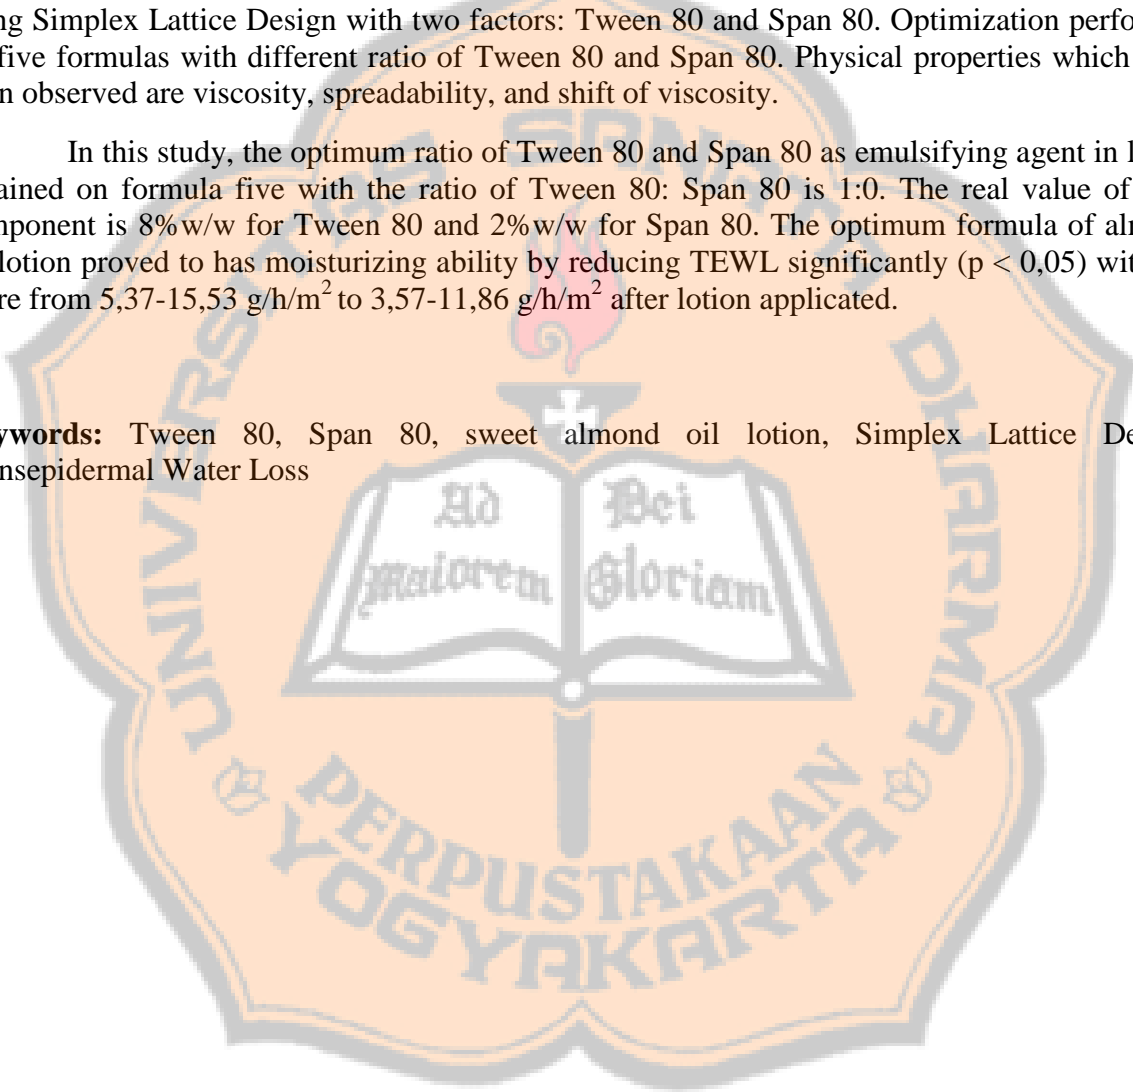 ng Simplex Lattice Design with two factors: Tween 80 and Span 80. Optimization perfo
five formulas with different ratio of Tween 80 and Span 80. Physical properties which
n observed are viscosity, spreadability, and shift of viscosity.
In this study, the optimum ratio of Tween 80 and Span 80 as emulsifying agent in l
ained on formula five with the ratio of Tween 80: Span 80 is 1:0. The real value of
mponent is 8%w/w for Tween 80 and 2%w/w for Span 80. The optimum formula of alm
lotion proved to has moisturizing ability by reducing TEWL significantly (p < 0,05) wit
re from 5,37-15,53 g/h/m² to 3,57-11,86 g/h/m² after lotion applicated.
ywords: Tween 80, Span 80, sweet almond oil lotion, Simplex Lattice De
nsepidermal Water Loss
UNIVERSITAS SANATA DHARMA
Ad Dei
maiorem Gloriam
PERPUSTAKAAN
YOGYAKARTA